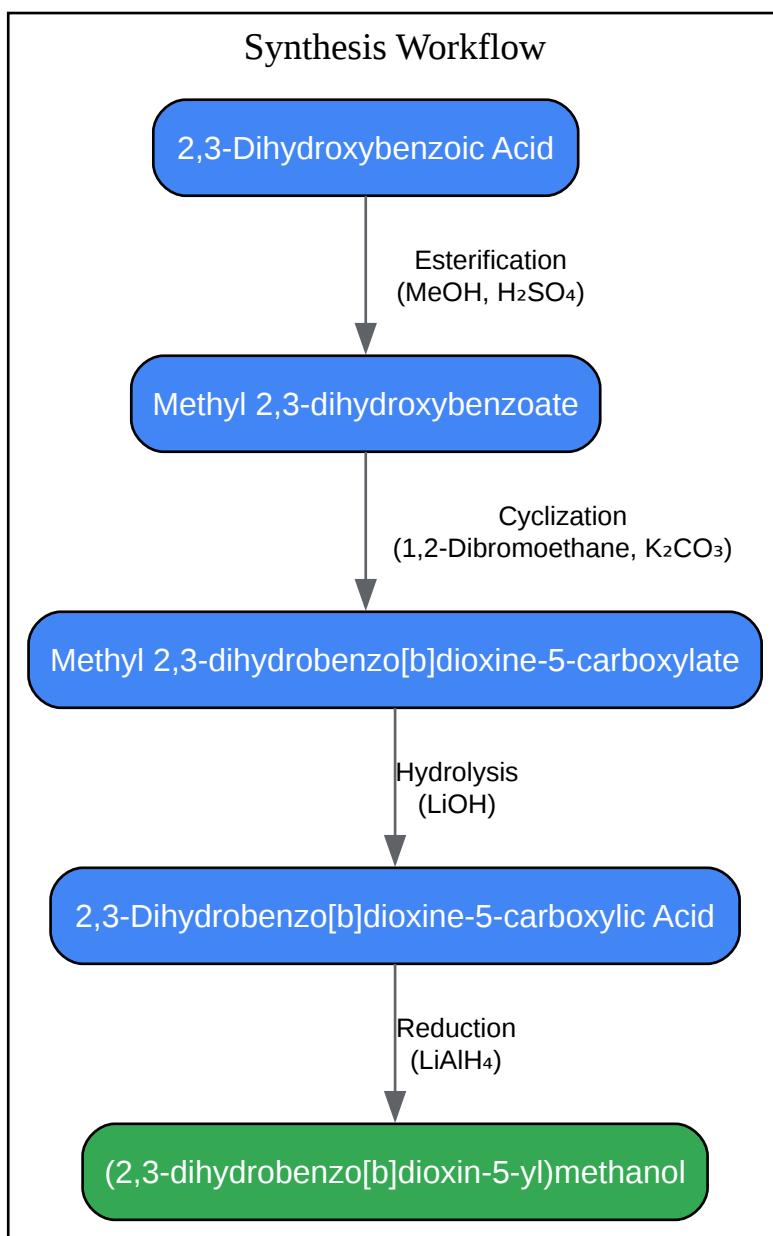 Synthesis Workflow
2,3-Dihydroxybenzoic Acid
Esterification
(MeOH, H₂SO₄)
Methyl 2,3-dihydroxybenzoate
Cyclization
(1,2-Dibromoethane, K₂CO₃)
Methyl 2,3-dihydrobenzo[b]dioxine-5-carboxylate
Hydrolysis
(LiOH)
2,3-Dihydrobenzo[b]dioxine-5-carboxylic Acid
Reduction
(LiAlH₄)
(2,3-dihydrobenzo[b]dioxin-5-yl)methanol